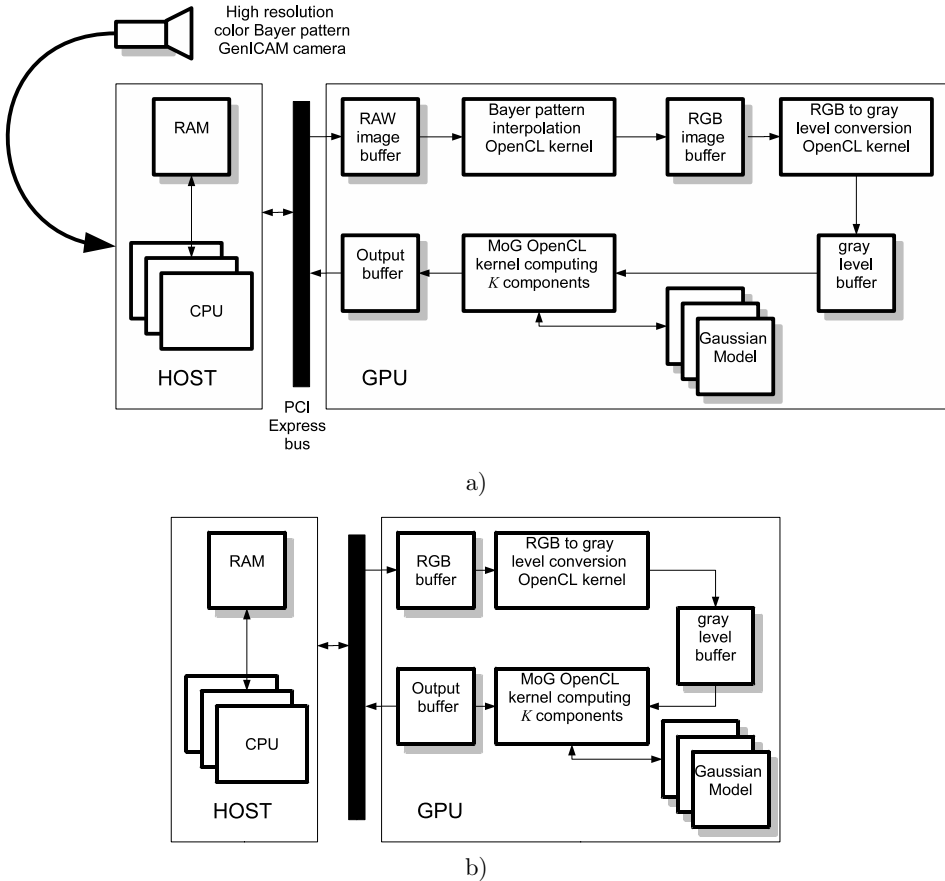 High resolution
color Bayer pattern
GenICAM camera
RAM
CPU
HOST
PCI
Express
bus
RAW
image
buffer
Bayer pattern
interpolation
OpenCL kernel
RGB
image
buffer
RGB to gray
level conversion
OpenCL kernel
Output
buffer
MoG OpenCL
kernel computing
K components
gray
level
buffer
Gaussian
Model
GPU
a)
RAM
CPU
HOST
RGB
buffer
RGB to gray
level conversion
OpenCL kernel
gray
level
buffer
Output
buffer
MoG OpenCL
kernel computing
K components
Gaussian
Model
GPU
b)